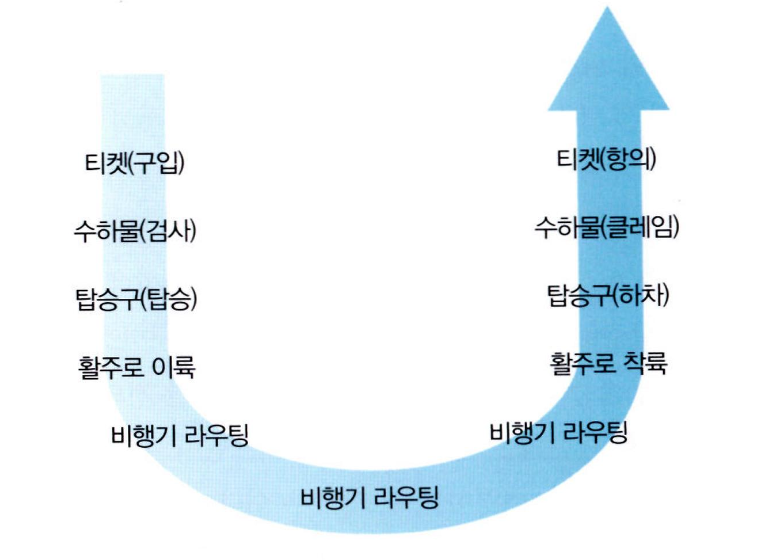 티켓(구입)
수하물(검사)
탑승구(탑승)
활주로 이륙
비행기 라우팅
비행기 라우팅
비행기 라우팅
활주로 착륙
탑승구(하차)
수하물(클레임)
티켓(항의)